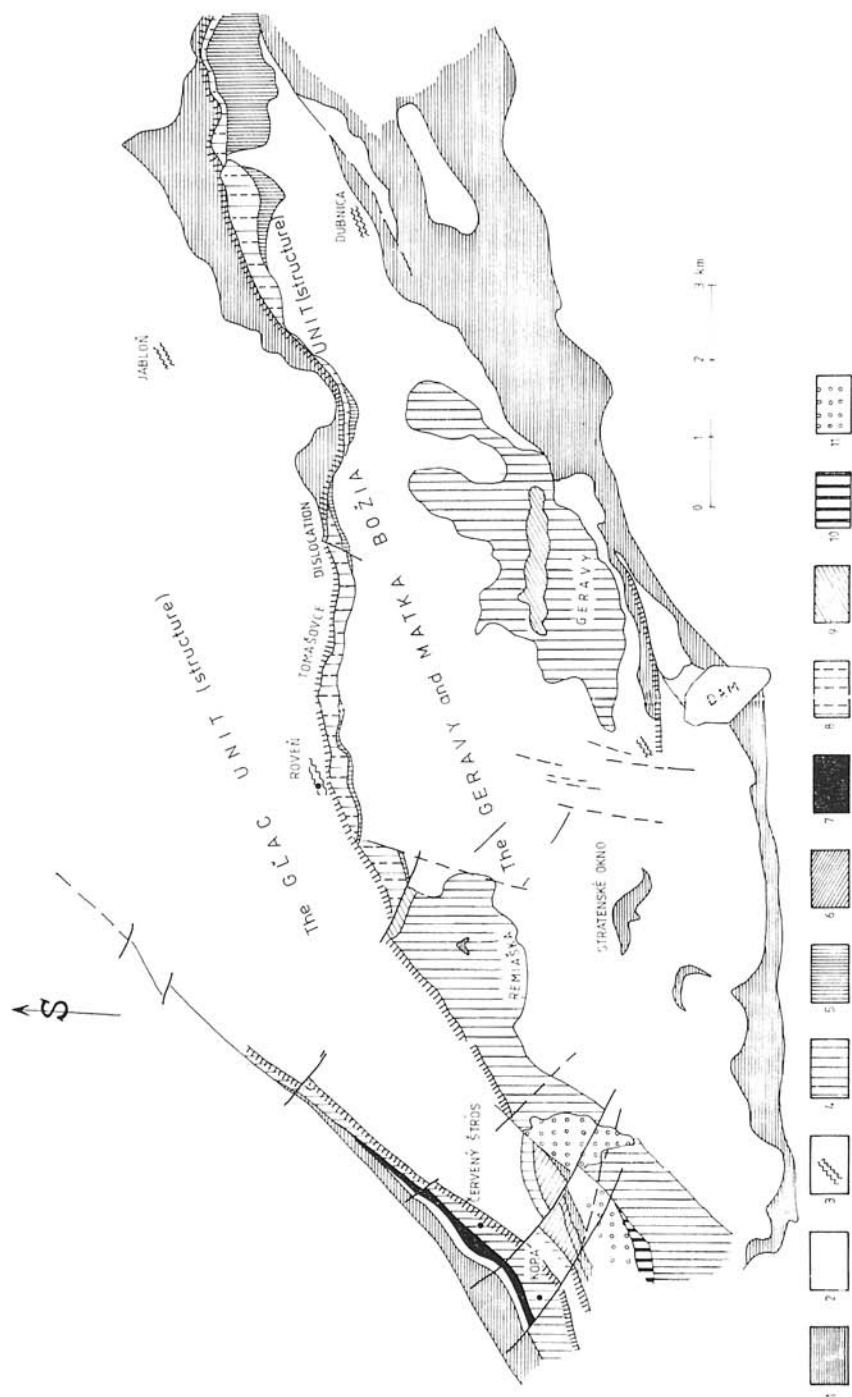 S
JABLOŇ
DUBNICA
UNIT (structure)
The GĽAC UNIT (structure)
TOMAŠOVCE DISLOCATION
ROVEŇ
The GERAVY and MATKA BOŽIA
GERAVY
REMIAŠKA
STRATENSKÉ OKNO
ČERVENÝ ŠTRÓS
KOPA
DAM
0 1 2 3 km
1 2 3 4 5 6 7 8 9 10 11